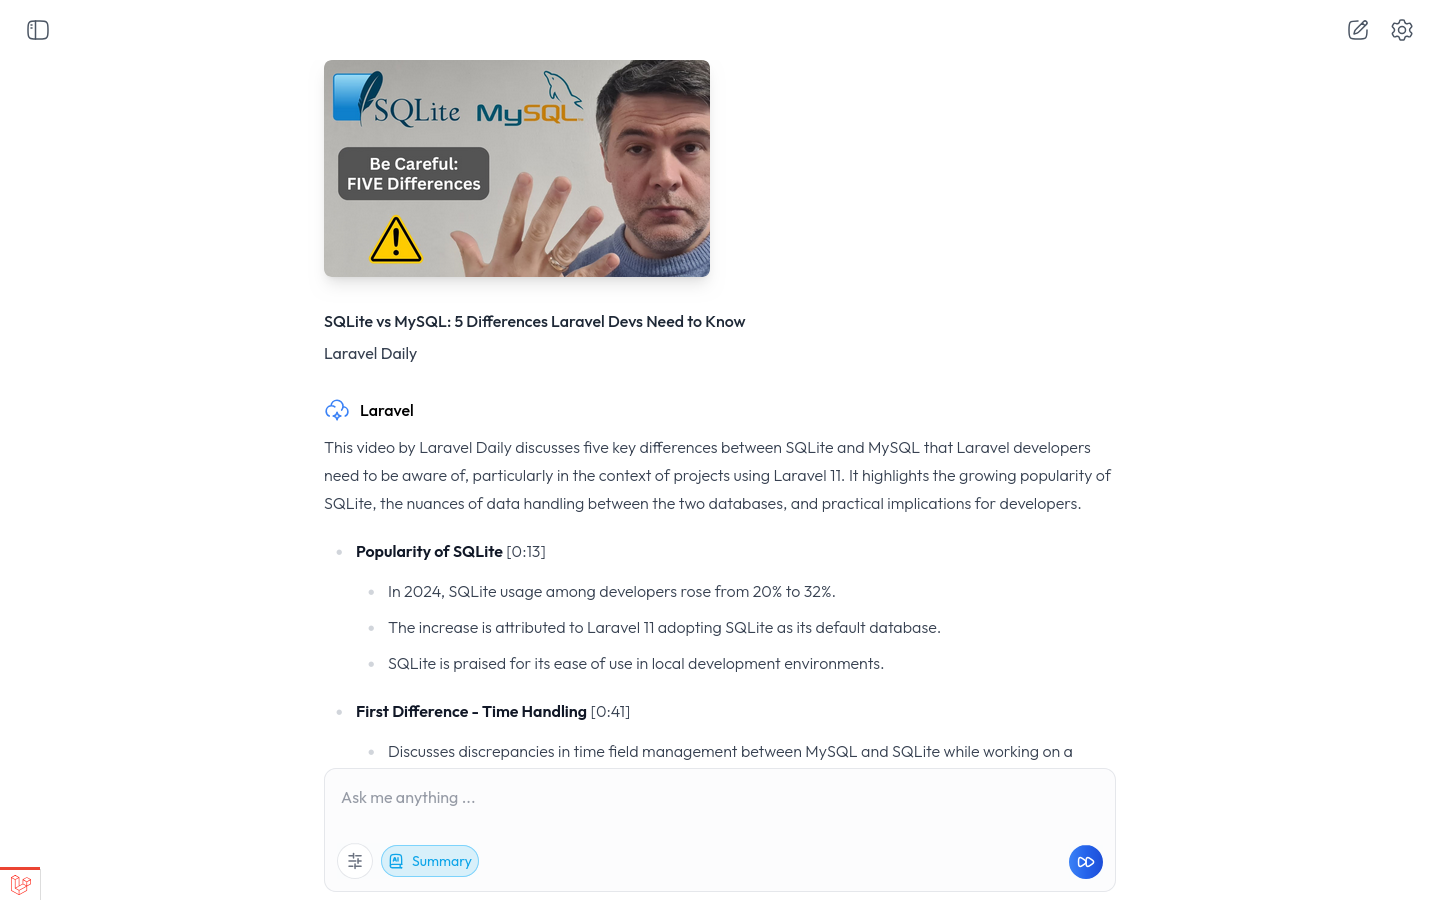 SQLite MySQL
Be Careful:
FIVE Differences
SQLite vs MySQL: 5 Differences Laravel Devs Need to Know
Laravel Daily
Laravel
This video by Laravel Daily discusses five key differences between SQLite and MySQL that Laravel developers
need to be aware of, particularly in the context of projects using Laravel 11. It highlights the growing popularity of
SQLite, the nuances of data handling between the two databases, and practical implications for developers.
Popularity of SQLite [0:13]
In 2024, SQLite usage among developers rose from 20% to 32%.
The increase is attributed to Laravel 11 adopting SQLite as its default database.
SQLite is praised for its ease of use in local development environments.
First Difference - Time Handling [0:41]
Discusses discrepancies in time field management between MySQL and SQLite while working on a
Ask me anything ...
AI Summary